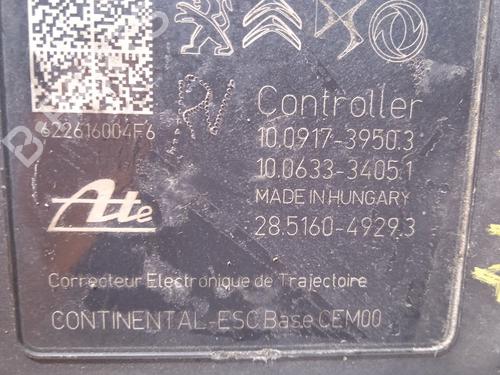 622616004F6
Controller
10.0917-3950.3
10.0633-3405.1
MADE IN HUNGARY
28.5160-4929.3
Ate
Correcteur Electronique de Trajectoire
CONTINENTAL-ESC Base CEM00